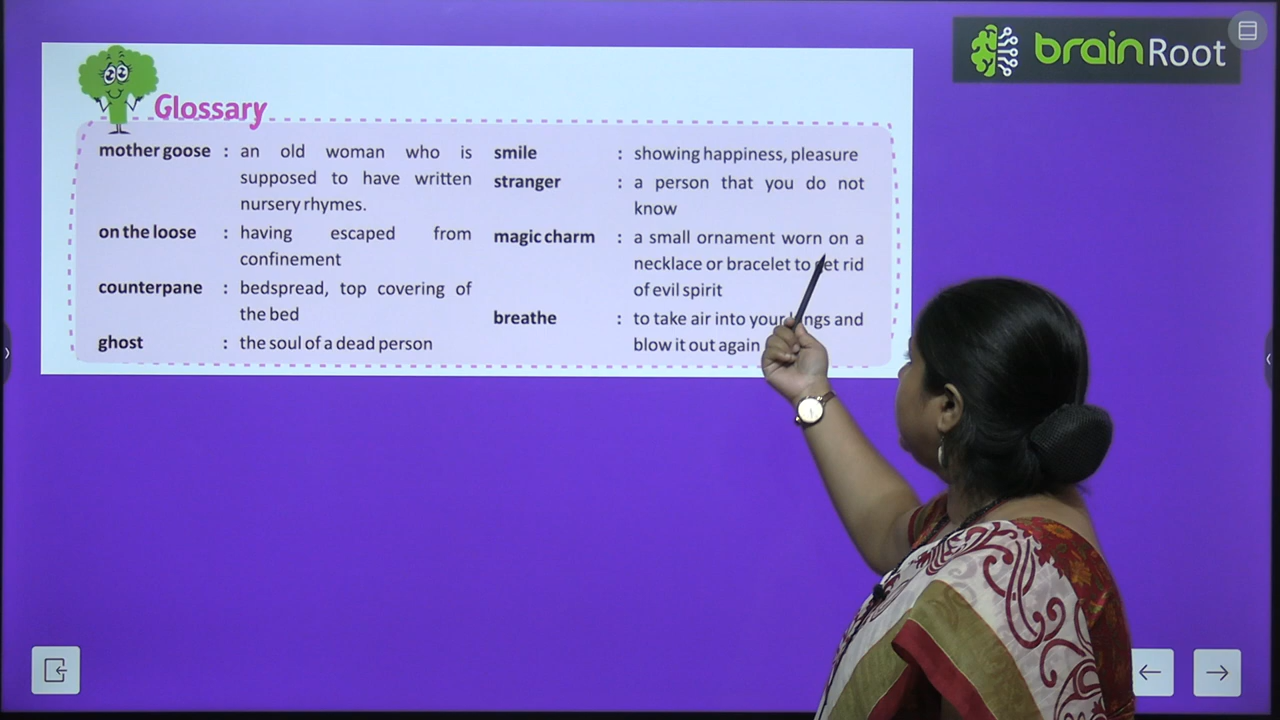 brainRoot
Glossary
mother goose : an old woman who is
supposed to have written
nursery rhymes.
on the loose : having escaped from
confinement
counterpane : bedspread, top covering of
the bed
ghost : the soul of a dead person
smile : showing happiness, pleasure
stranger : a person that you do not
know
magic charm : a small ornament worn on a
necklace or bracelet to get rid
of evil spirit
breathe : to take air into your lungs and
blow it out again